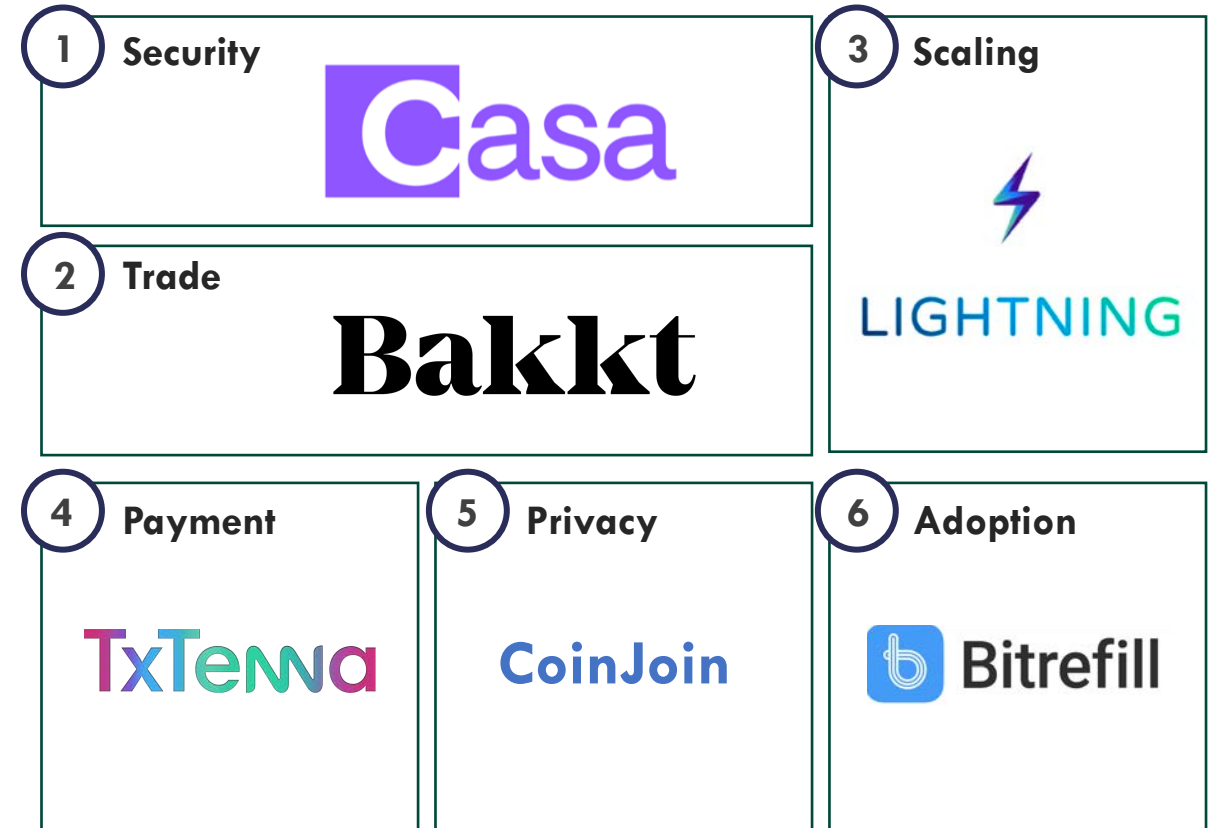 1 Security
Casa
2 Trade
Bakkt
3 Scaling
LIGHTNING
4 Payment
TxTenna
5 Privacy
CoinJoin
6 Adoption
Bitrefill